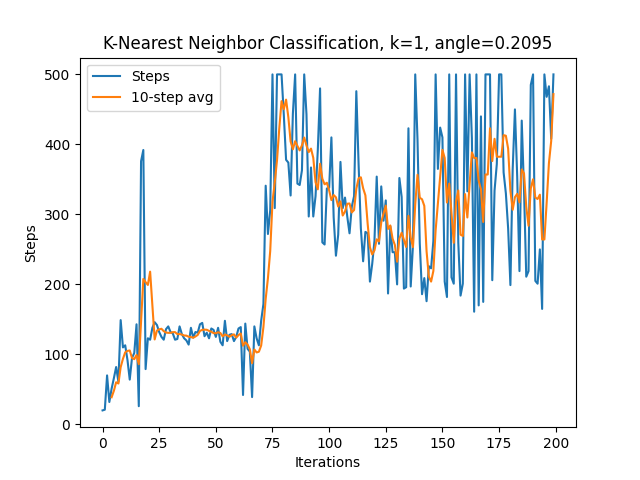 K-Nearest Neighbor Classification, k=1, angle=0.2095
Steps
10-step avg
500
400
300
200
100
0
Steps
0 25 50 75 100 125 150 175 200
Iterations